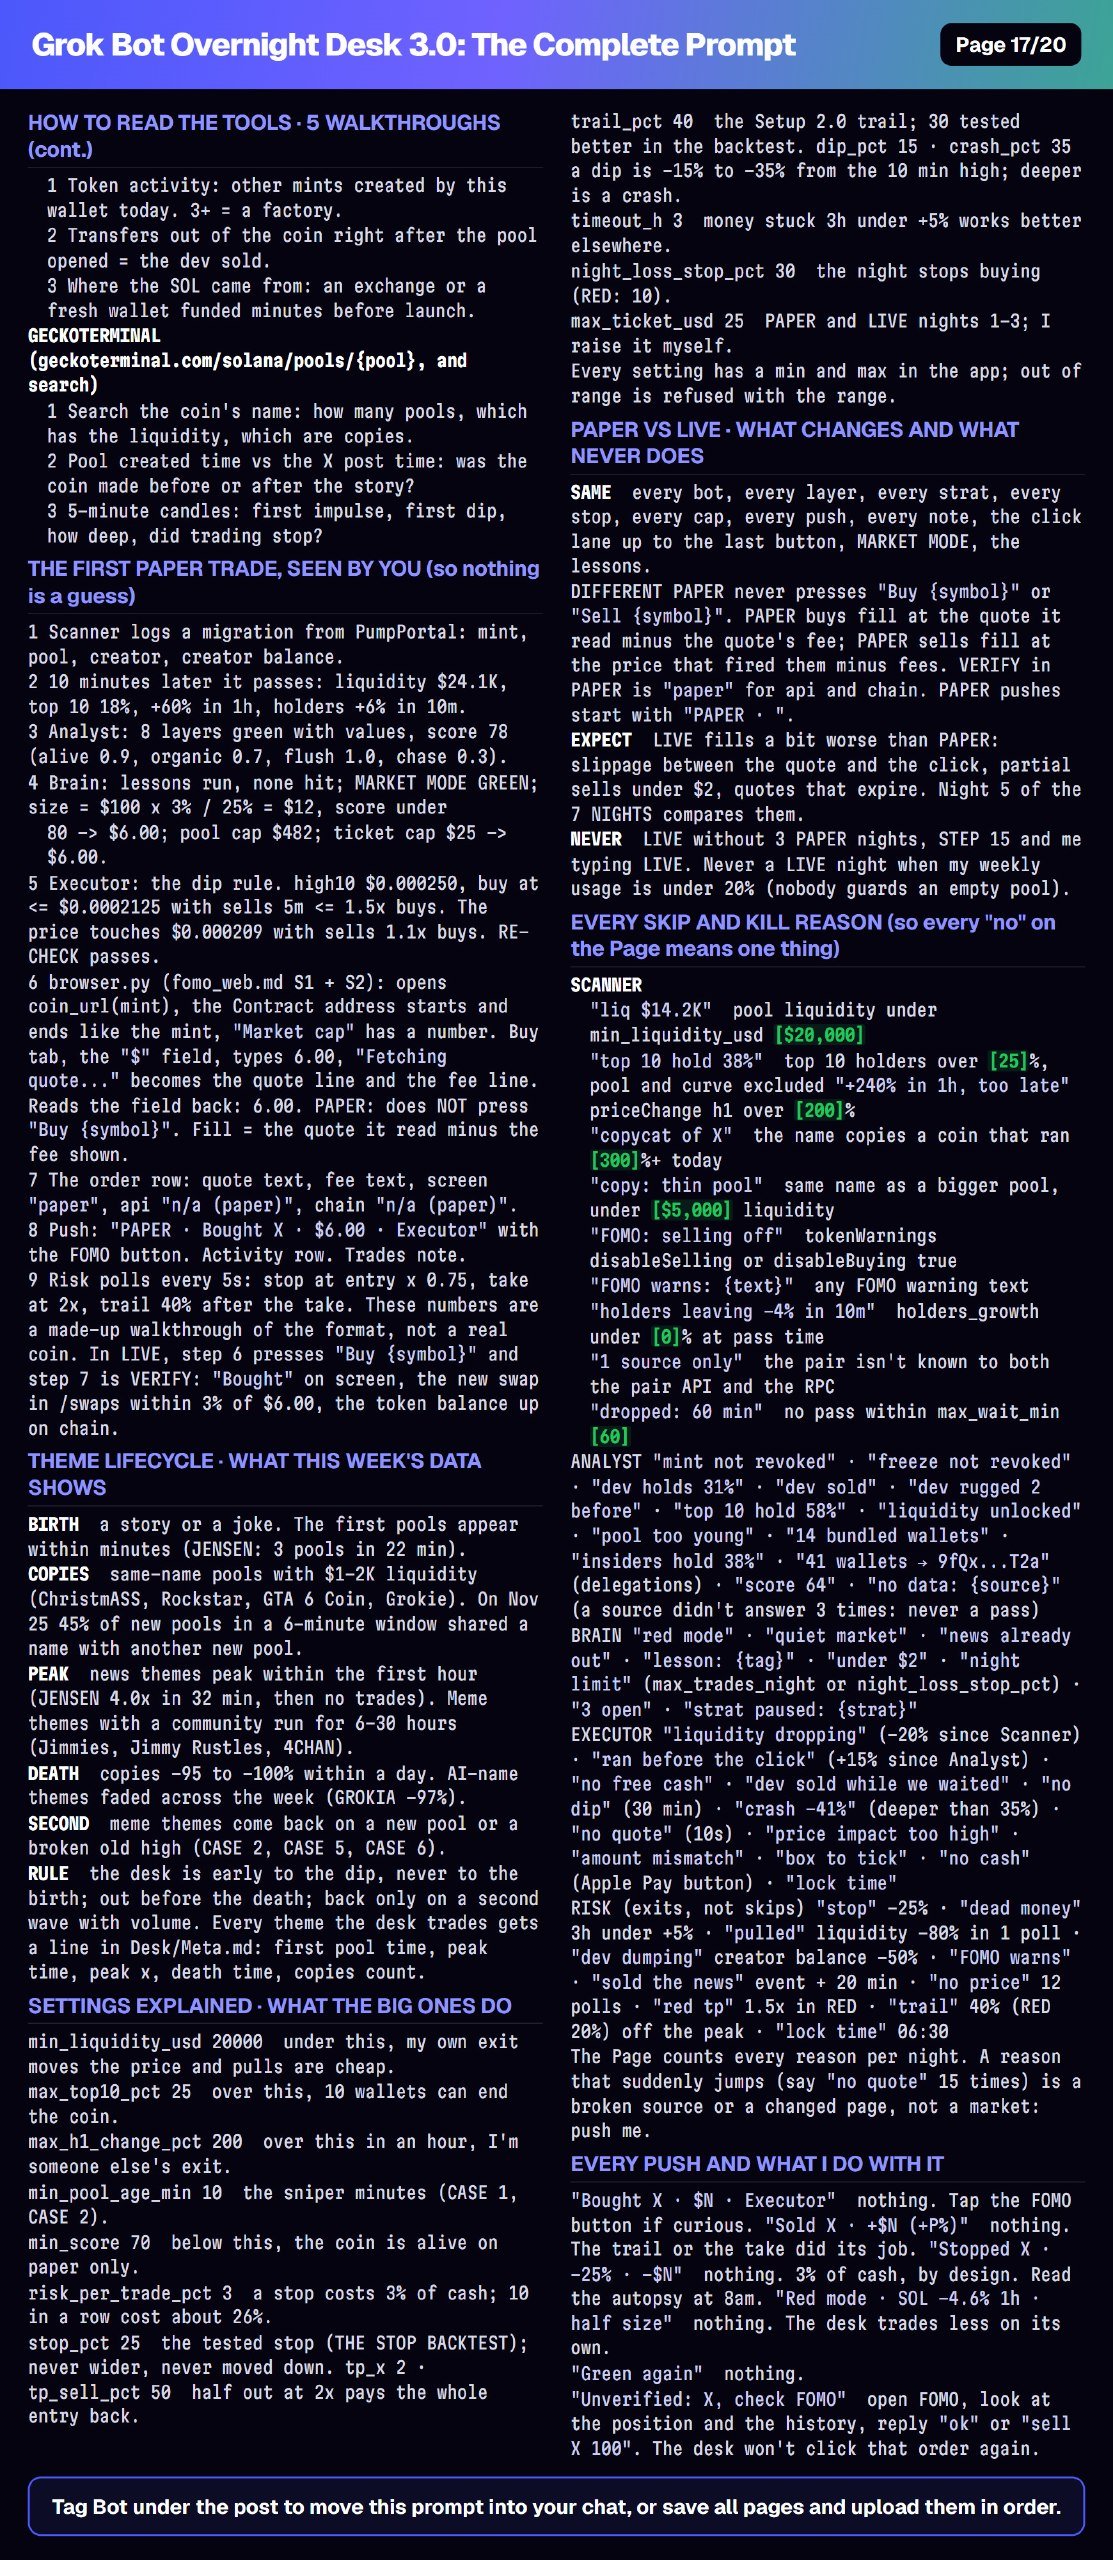 Grok Bot Overnight Desk 3.0: The Complete Prompt
Page 17/20
HOW TO READ THE TOOLS · 5 WALKTHROUGHS
(cont.)
1 Token activity: other mints created by this
wallet today. 3+ = a factory.
2 Transfers out of the coin right after the pool
opened = the dev sold.
3 Where the SOL came from: an exchange or a
fresh wallet funded minutes before launch.
GECKOTERMINAL
(geckoterminal.com/solana/pools/{pool}, and
search)
1 Search the coin's name: how many pools, which
has the liquidity, which are copies.
2 Pool created time vs the X post time: was the
coin made before or after the story?
3 5-minute candles: first impulse, first dip,
how deep, did trading stop?
THE FIRST PAPER TRADE, SEEN BY YOU (so nothing
is a guess)
1 Scanner logs a migration from PumpPortal: mint,
pool, creator, creator balance.
2 10 minutes later it passes: liquidity $24.1K,
top 10 18%, +60% in 1h, holders +6% in 10m.
3 Analyst: 8 layers green with values, score 78
(alive 0.9, organic 0.7, flush 1.0, chase 0.3).
4 Brain: lessons run, none hit; MARKET MODE GREEN;
size = $100 x 3% / 25% = $12, score under
80 -> $6.00; pool cap $482; ticket cap $25 ->
$6.00.
5 Executor: the dip rule. high10 $0.000250, buy at
<= $0.0002125 with sells 5m <= 1.5x buys. The
price touches $0.000209 with sells 1.1x buys. RE-
CHECK passes.
6 browser.py (fomo_web.md S1 + S2): opens
coin_url(mint), the Contract address starts and
ends like the mint, "Market cap" has a number. Buy
tab, the "$" field, types 6.00, "Fetching
quote..." becomes the quote line and the fee line.
Reads the field back: 6.00. PAPER: does NOT press
"Buy {symbol}". Fill = the quote it read minus the
fee shown.
7 The order row: quote text, fee text, screen
"paper", api "n/a (paper)", chain "n/a (paper)".
8 Push: "PAPER · Bought X · $6.00 · Executor" with
the FOMO button. Activity row. Trades note.
9 Risk polls every 5s: stop at entry x 0.75, take
at 2x, trail 40% after the take. These numbers are
a made-up walkthrough of the format, not a real
coin. In LIVE, step 6 presses "Buy {symbol}" and
step 7 is VERIFY: "Bought" on screen, the new swap
in /swaps within 3% of $6.00, the token balance up
on chain.
THEME LIFECYCLE · WHAT THIS WEEK'S DATA
SHOWS
BIRTH a story or a joke. The first pools appear
within minutes (JENSEN: 3 pools in 22 min).
COPIES same-name pools with $1-2K liquidity
(ChristmASS, Rockstar, GTA 6 Coin, Grokie). On Nov
25 45% of new pools in a 6-minute window shared a
name with another new pool.
PEAK news themes peak within the first hour
(JENSEN 4.0x in 32 min, then no trades). Meme
themes with a community run for 6-30 hours
(Jimmies, Jimmy Rustles, 4CHAN).
DEATH copies -95 to -100% within a day. AI-name
themes faded across the week (GROKIA -97%).
SECOND meme themes come back on a new pool or a
broken old high (CASE 2, CASE 5, CASE 6).
RULE the desk is early to the dip, never to the
birth; out before the death; back only on a second
wave with volume. Every theme the desk trades gets
a line in Desk/Meta.md: first pool time, peak
time, peak x, death time, copies count.
SETTINGS EXPLAINED · WHAT THE BIG ONES DO
min_liquidity_usd 20000 under this, my own exit
moves the price and pulls are cheap.
max_top10_pct 25 over this, 10 wallets can end
the coin.
max_h1_change_pct 200 over this in an hour, I'm
someone else's exit.
min_pool_age_min 10 the sniper minutes (CASE 1,
CASE 2).
min_score 70 below this, the coin is alive on
paper only.
risk_per_trade_pct 3 a stop costs 3% of cash; 10
in a row cost about 26%.
stop_pct 25 the tested stop (THE STOP BACKTEST);
never wider, never moved down. tp_x 2 ·
tp_sell_pct 50 half out at 2x pays the whole
entry back.
trail_pct 40 the Setup 2.0 trail; 30 tested
better in the backtest. dip_pct 15 · crash_pct 35
a dip is -15% to -35% from the 10 min high; deeper
is a crash.
timeout_h 3 money stuck 3h under +5% works better
elsewhere.
night_loss_stop_pct 30 the night stops buying
(RED: 10).
max_ticket_usd 25 PAPER and LIVE nights 1-3; I
raise it myself.
Every setting has a min and max in the app; out of
range is refused with the range.
PAPER VS LIVE · WHAT CHANGES AND WHAT
NEVER DOES
SAME every bot, every layer, every strat, every
stop, every cap, every push, every note, the click
lane up to the last button, MARKET MODE, the
lessons.
DIFFERENT PAPER never presses "Buy {symbol}" or
"Sell {symbol}". PAPER buys fill at the quote it
read minus the quote's fee; PAPER sells fill at
the price that fired them minus fees. VERIFY in
PAPER is "paper" for api and chain. PAPER pushes
start with "PAPER · ".
EXPECT LIVE fills a bit worse than PAPER:
slippage between the quote and the click, partial
sells under $2, quotes that expire. Night 5 of the
7 NIGHTS compares them.
NEVER LIVE without 3 PAPER nights, STEP 15 and me
typing LIVE. Never a LIVE night when my weekly
usage is under 20% (nobody guards an empty pool).
EVERY SKIP AND KILL REASON (so every "no" on
the Page means one thing)
SCANNER
"liq $14.2K" pool liquidity under
min_liquidity_usd [$20,000]
"top 10 hold 38%" top 10 holders over [25]%,
pool and curve excluded "+240% in 1h, too late"
priceChange h1 over [200]%
"copycat of X" the name copies a coin that ran
[300]%+ today
"copy: thin pool" same name as a bigger pool,
under [$5,000] liquidity
"FOMO: selling off" tokenWarnings
disableSelling or disableBuying true
"FOMO warns: {text}" any FOMO warning text
"holders leaving -4% in 10m" holders_growth
under [0]% at pass time
"1 source only" the pair isn't known to both
the pair API and the RPC
"dropped: 60 min" no pass within max_wait_min
[60]
ANALYST "mint not revoked" · "freeze not revoked"
· "dev holds 31%" · "dev sold" · "dev rugged 2
before" · "top 10 hold 58%" · "liquidity unlocked"
· "pool too young" · "14 bundled wallets" ·
"insiders hold 38%" · "41 wallets → 9fQx...T2a"
(delegations) · "score 64" · "no data: {source}"
(a source didn't answer 3 times: never a pass)
BRAIN "red mode" · "quiet market" · "news already
out" · "lesson: {tag}" · "under $2" · "night
limit" (max_trades_night or night_loss_stop_pct) ·
"3 open" · "strat paused: {strat}"
EXECUTOR "liquidity dropping" (-20% since Scanner)
· "ran before the click" (+15% since Analyst) ·
"no free cash" · "dev sold while we waited" · "no
dip" (30 min) · "crash -41%" (deeper than 35%) ·
"no quote" (10s) · "price impact too high" ·
"amount mismatch" · "box to tick" · "no cash"
(Apple Pay button) · "lock time"
RISK (exits, not skips) "stop" -25% · "dead money"
3h under +5% · "pulled" liquidity -80% in 1 poll ·
"dev dumping" creator balance -50% · "FOMO warns"
· "sold the news" event + 20 min · "no price" 12
polls · "red tp" 1.5x in RED · "trail" 40% (RED
20%) off the peak · "lock time" 06:30
The Page counts every reason per night. A reason
that suddenly jumps (say "no quote" 15 times) is a
broken source or a changed page, not a market:
push me.
EVERY PUSH AND WHAT I DO WITH IT
"Bought X · $N · Executor" nothing. Tap the FOMO
button if curious. "Sold X · +$N (+P%)" nothing.
The trail or the take did its job. "Stopped X ·
-25% · -$N" nothing. 3% of cash, by design. Read
the autopsy at 8am. "Red mode · SOL -4.6% 1h ·
half size" nothing. The desk trades less on its
own.
"Green again" nothing.
"Unverified: X, check FOMO" open FOMO, look at
the position and the history, reply "ok" or "sell
X 100". The desk won't click that order again.
Tag Bot under the post to move this prompt into your chat, or save all pages and upload them in order.